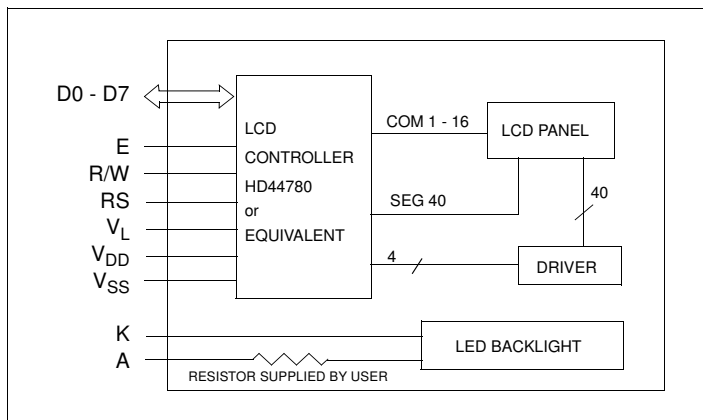 D0 - D7
E
R/W
RS
VL
VDD
VSS
K
A
LCD
CONTROLLER
HD44780
or
EQUIVALENT
COM 1 - 16
SEG 40
4
LCD PANEL
40
DRIVER
LED BACKLIGHT
RESISTOR SUPPLIED BY USER